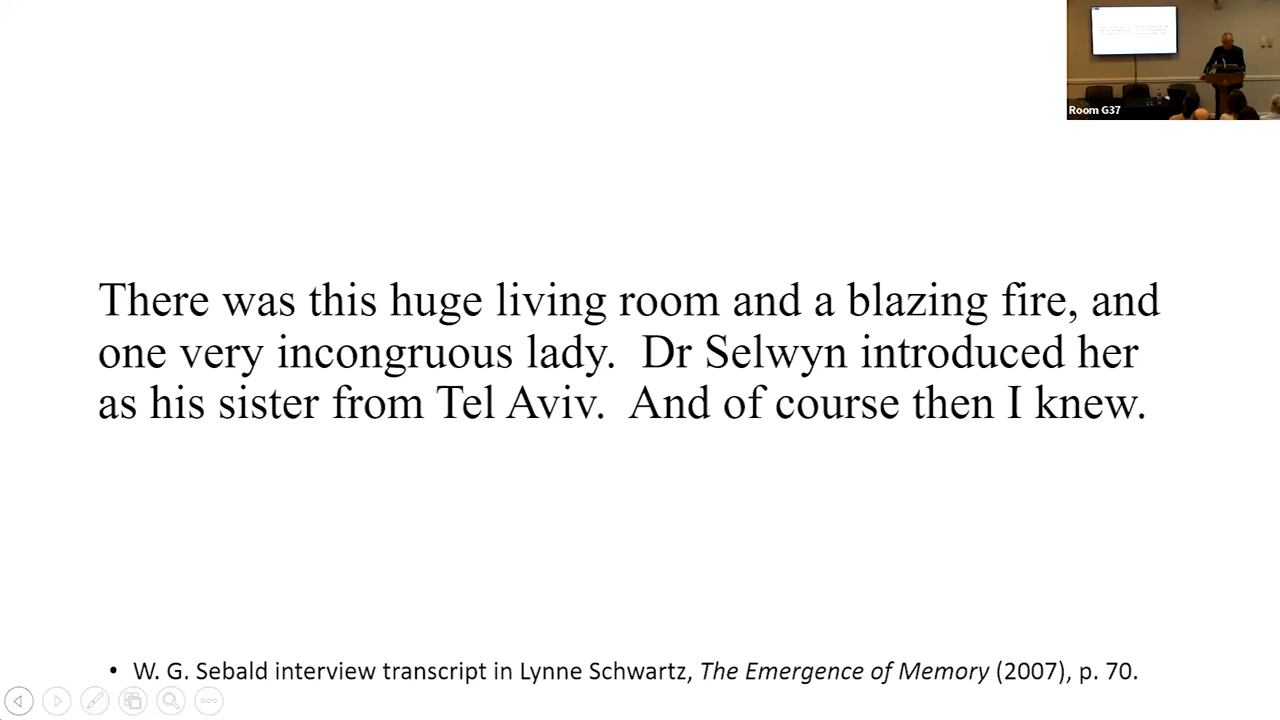 Room G37
There was this huge living room and a blazing fire, and
one very incongruous lady.  Dr Selwyn introduced her
as his sister from Tel Aviv.  And of course then I knew.
• W. G. Sebald interview transcript in Lynne Schwartz, The Emergence of Memory (2007), p. 70.